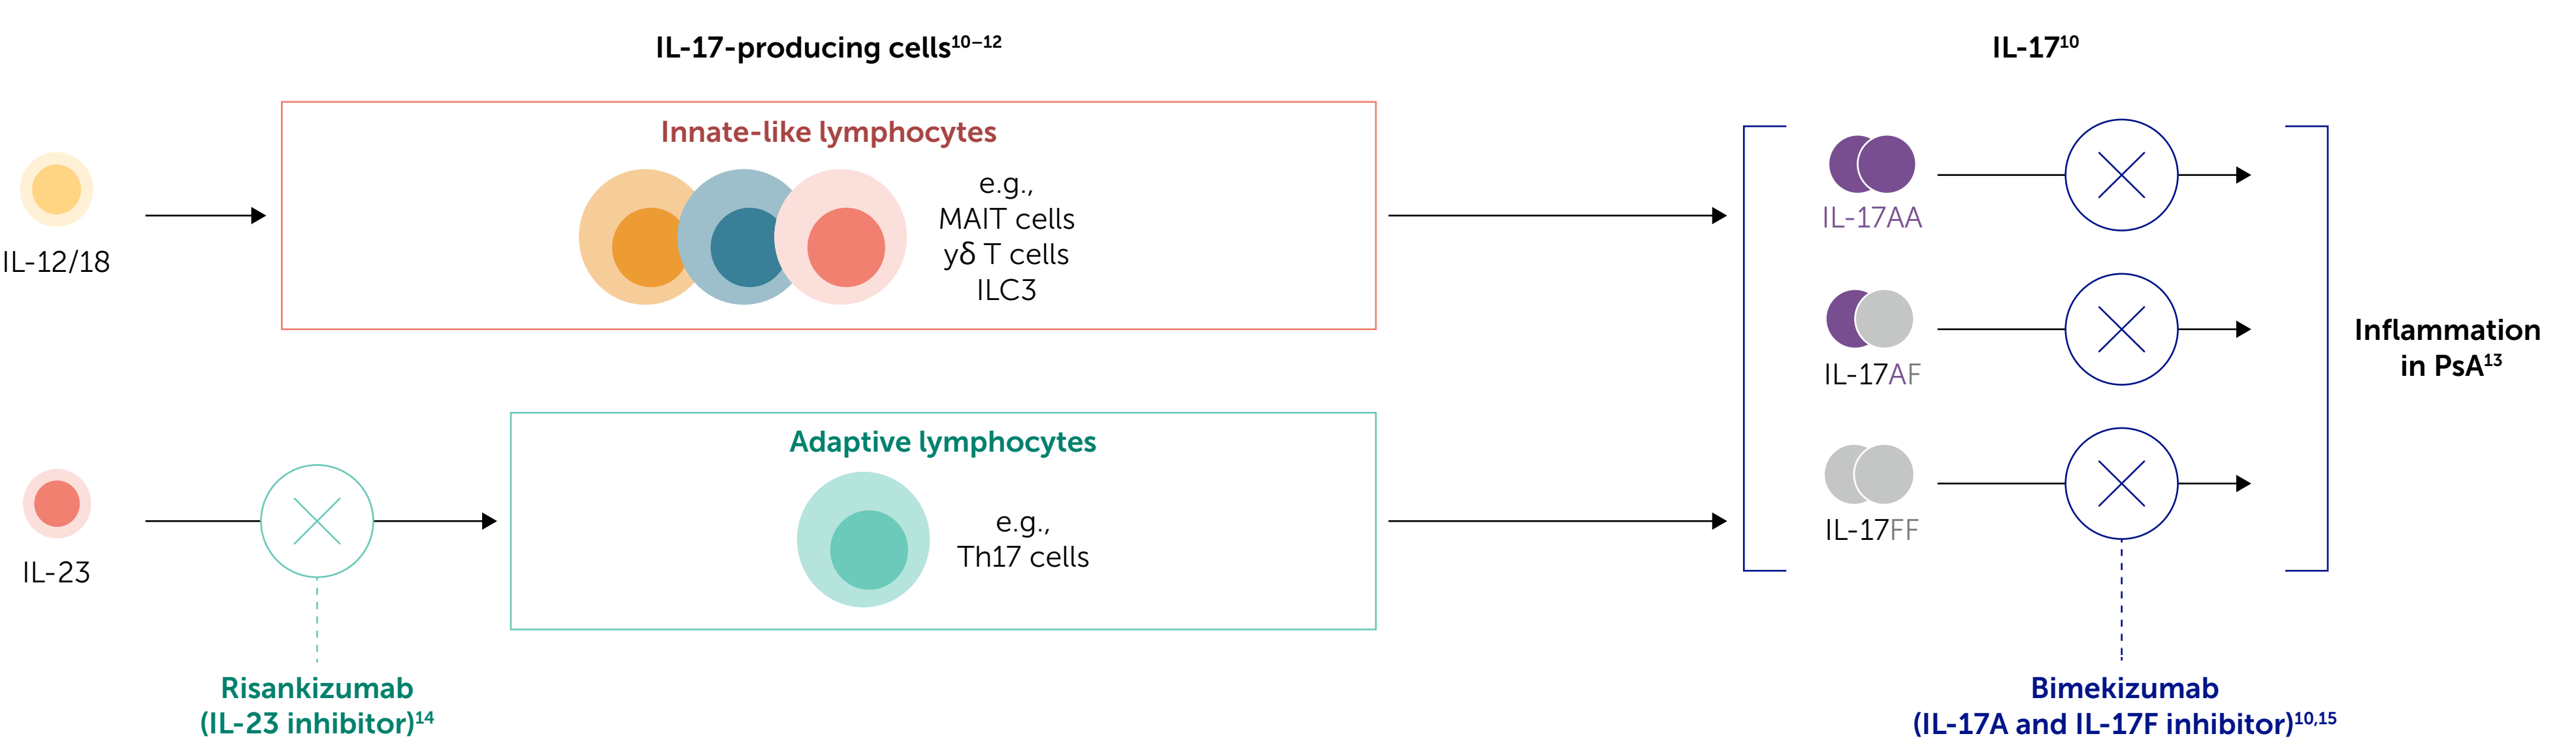 IL-17-producing cells¹⁰⁻¹²
IL-17¹⁰
IL-12/18
Innate-like lymphocytes
e.g.,
MAIT cells
yδ T cells
ILC3
IL-17AA
IL-17AF
IL-17FF
Inflammation
in PsA¹³
IL-23
Adaptive lymphocytes
e.g.,
Th17 cells
Risankizumab
(IL-23 inhibitor)¹⁴
Bimekizumab
(IL-17A and IL-17F inhibitor)¹⁰,¹⁵